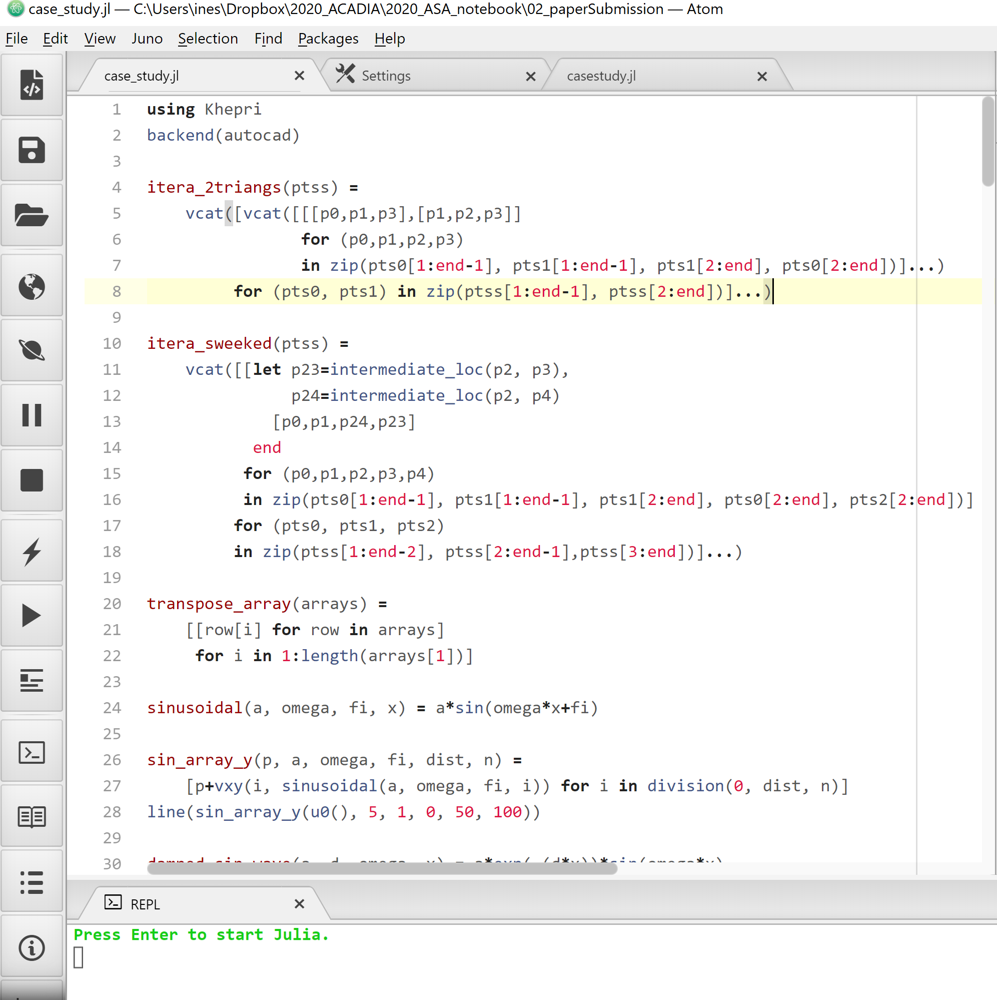 case_study.jl — C:\Users\ines\Dropbox\2020_ACADIA\2020_ASA_notebook\02_paperSubmission — Atom
File Edit View Juno Selection Find Packages Help
case_study.jl Settings casestudy.jl
1 using Khepri
2 backend(autocad)
3
4 itera_2triangs(ptss) =
5     vcat([vcat([[[p0,p1,p3],[p1,p2,p3]]
6                 for (p0,p1,p2,p3)
7                 in zip(pts0[1:end-1], pts1[1:end-1], pts1[2:end], pts0[2:end])]...)
8          for (pts0, pts1) in zip(ptss[1:end-1], ptss[2:end])]...)
9
10 itera_sweeked(ptss) =
11     vcat([[let p23=intermediate_loc(p2, p3),
12                p24=intermediate_loc(p2, p4)
13              [p0,p1,p24,p23]
14            end
15           for (p0,p1,p2,p3,p4)
16           in zip(pts0[1:end-1], pts1[1:end-1], pts1[2:end], pts0[2:end], pts2[2:end])]
17          for (pts0, pts1, pts2)
18          in zip(ptss[1:end-2], ptss[2:end-1],ptss[3:end])]...)
19
20 transpose_array(arrays) =
21     [[row[i] for row in arrays]
22      for i in 1:length(arrays[1])]
23
24 sinusoidal(a, omega, fi, x) = a*sin(omega*x+fi)
25
26 sin_array_y(p, a, omega, fi, dist, n) =
27     [p+vxy(i, sinusoidal(a, omega, fi, i)) for i in division(0, dist, n)]
28 line(sin_array_y(u0(), 5, 1, 0, 50, 100))
29
30 damped_sin_wave(a, d, omega, x) = a*exp(-(d*x))*sin(omega*x)
REPL
Press Enter to start Julia.